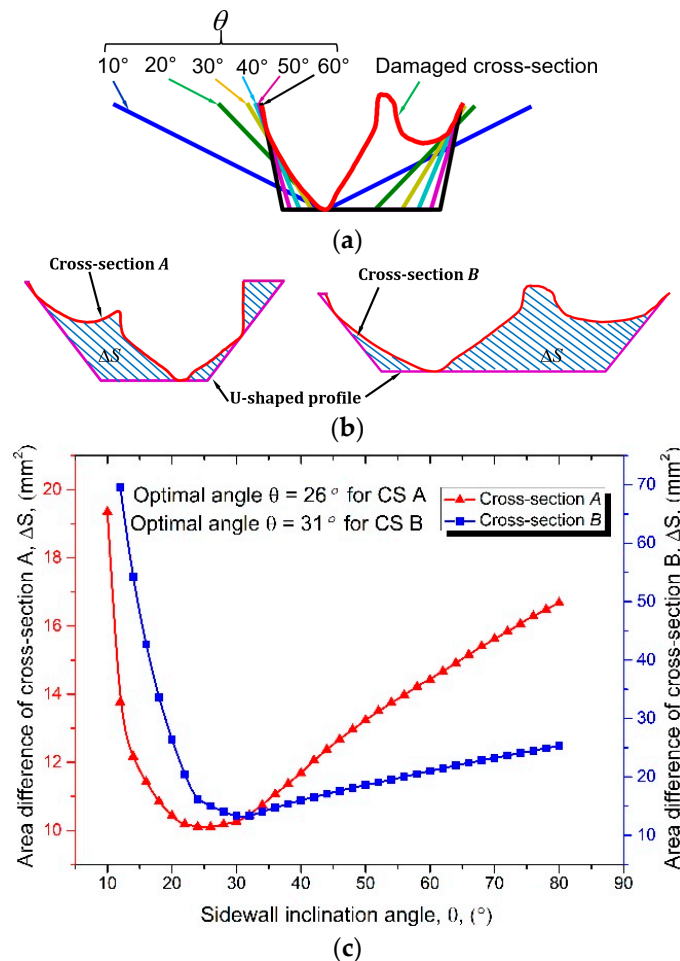 θ
10° 20° 30° 40° 50° 60°
Damaged cross-section
(a)
Cross-section A
Cross-section B
ΔS
ΔS
U-shaped profile
(b)
Optimal angle θ = 26° for CS A
Optimal angle θ = 31° for CS B
Cross-section A
Cross-section B
Area difference of cross-section A, ΔS, (mm²)
20
18
16
14
12
10
Area difference of cross-section B, ΔS, (mm²)
70
60
50
40
30
20
10
10 20 30 40 50 60 70 80 90
Sidewall inclination angle, θ, (°)
(c)